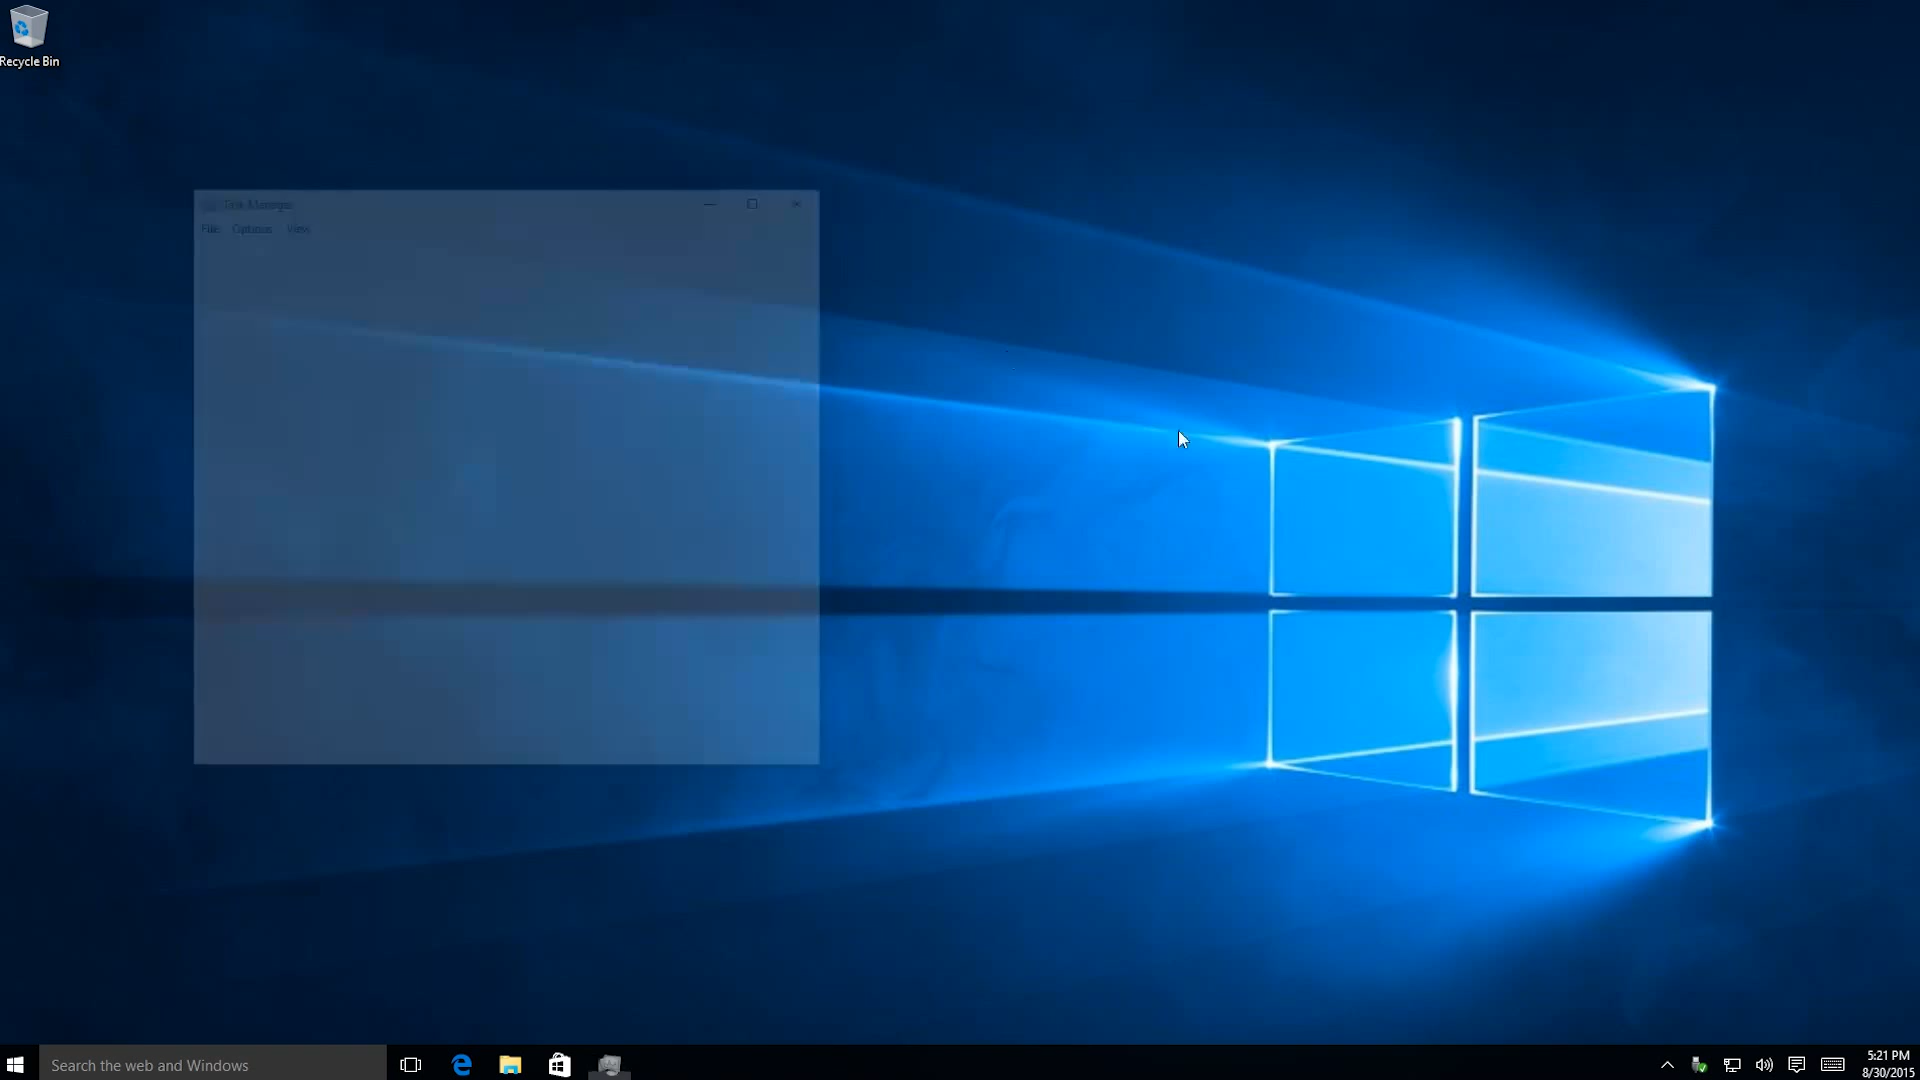 Recycle Bin
Task Manager
File Options View
Search the web and Windows
5:21 PM
8/30/2015